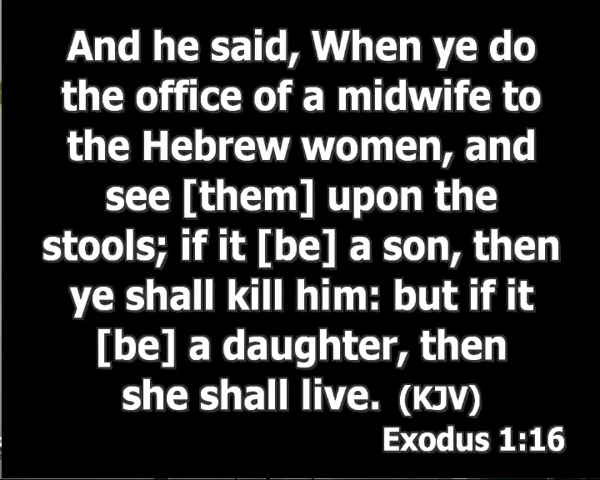 And he said, When ye do
the office of a midwife to
the Hebrew women, and
see [them] upon the
stools; if it [be] a son, then
ye shall kill him: but if it
[be] a daughter, then
she shall live. (KJV)
Exodus 1:16